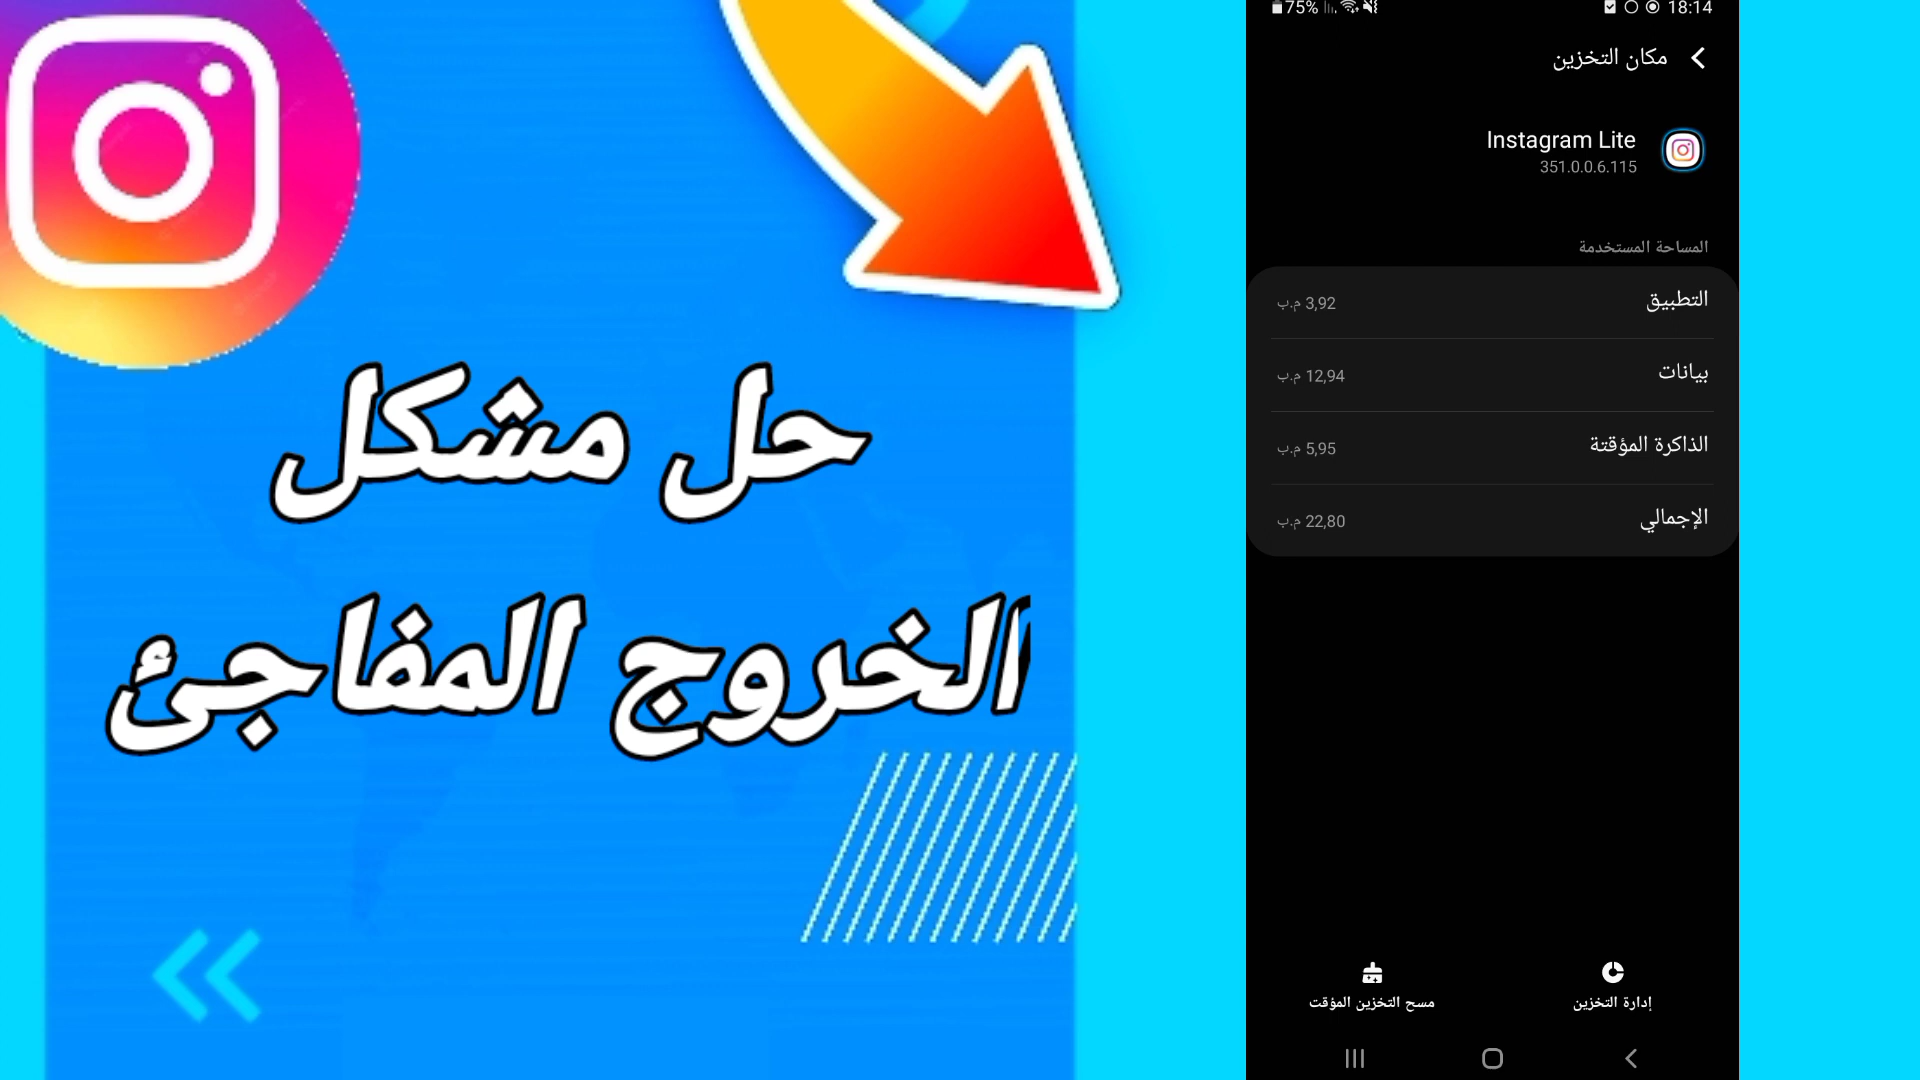 حل مشكل
الخروج المفاجئ
75%
18:14
مكان التخزين
Instagram Lite
351.0.0.6.115
المساحة المستخدمة
التطبيق
3,92 م.ب
بيانات
12,94 م.ب
الذاكرة المؤقتة
5,95 م.ب
الإجمالي
22,80 م.ب
إدارة التخزين
مسح التخزين المؤقت